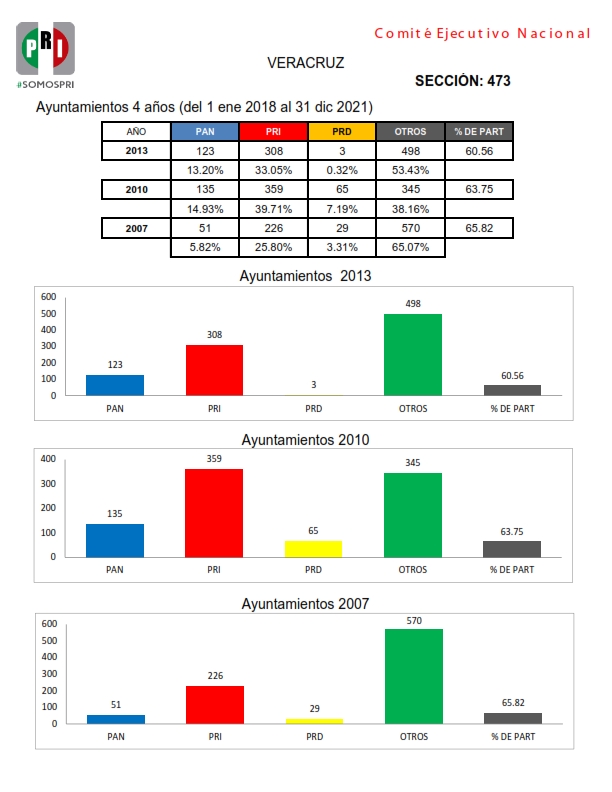 PRI
#SOMOSPRI
Comité Ejecutivo Nacional
VERACRUZ
SECCIÓN: 473
Ayuntamientos 4 años (del 1 ene 2018 al 31 dic 2021)
AÑO PAN PRI PRD OTROS % DE PART
2013 123 308 3 498 60.56
13.20% 33.05% 0.32% 53.43%
2010 135 359 65 345 63.75
14.93% 39.71% 7.19% 38.16%
2007 51 226 29 570 65.82
5.82% 25.80% 3.31% 65.07%
Ayuntamientos 2013
600
500
400
300
200
100
0
123 308 3 498 60.56
PAN PRI PRD OTROS % DE PART
Ayuntamientos 2010
400
300
200
100
0
135 359 65 345 63.75
PAN PRI PRD OTROS % DE PART
Ayuntamientos 2007
600
500
400
300
200
100
0
51 226 29 570 65.82
PAN PRI PRD OTROS % DE PART